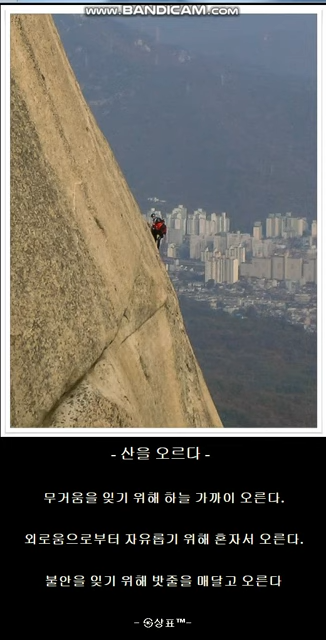 www.BANDICAM.com
- 산을 오르다 -
무거움을 잊기 위해 하늘 가까이 오른다.
외로움으로부터 자유롭기 위해 혼자서 오른다.
불안을 잊기 위해 밧줄을 매달고 오른다
- ㉿상표™-